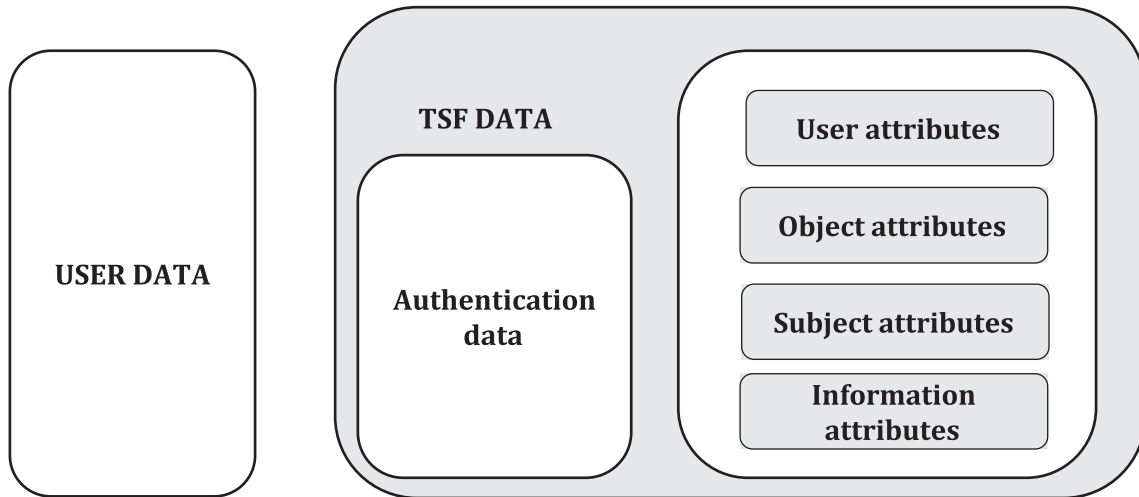 USER DATA
TSF DATA
Authentication
data
User attributes
Object attributes
Subject attributes
Information
attributes